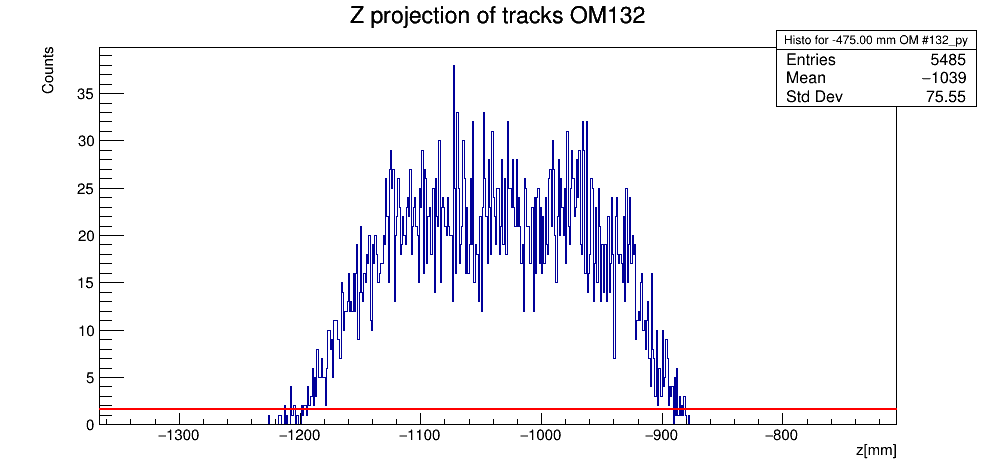 Z projection of tracks OM132
Histo for -475.00 mm OM #132_py
Entries 5485
Mean −1039
Std Dev 75.55
Counts
35
30
25
20
15
10
5
0
−1300 −1200 −1100 −1000 −900 −800
z[mm]